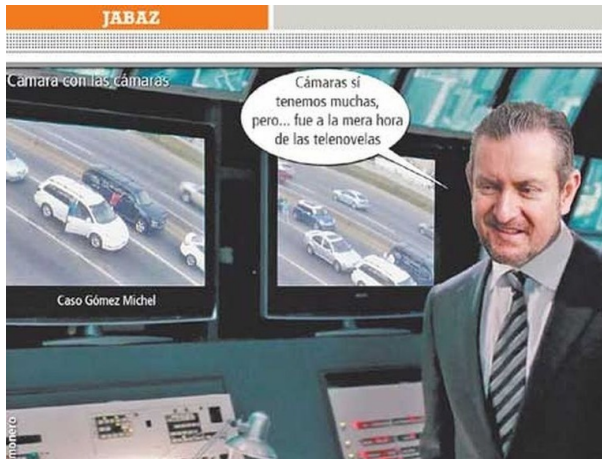 JABAZ
Cámara con las cámaras
Cámaras sí
tenemos muchas,
pero... fue a la mera hora
de las telenovelas
Caso Gómez Michel
monero